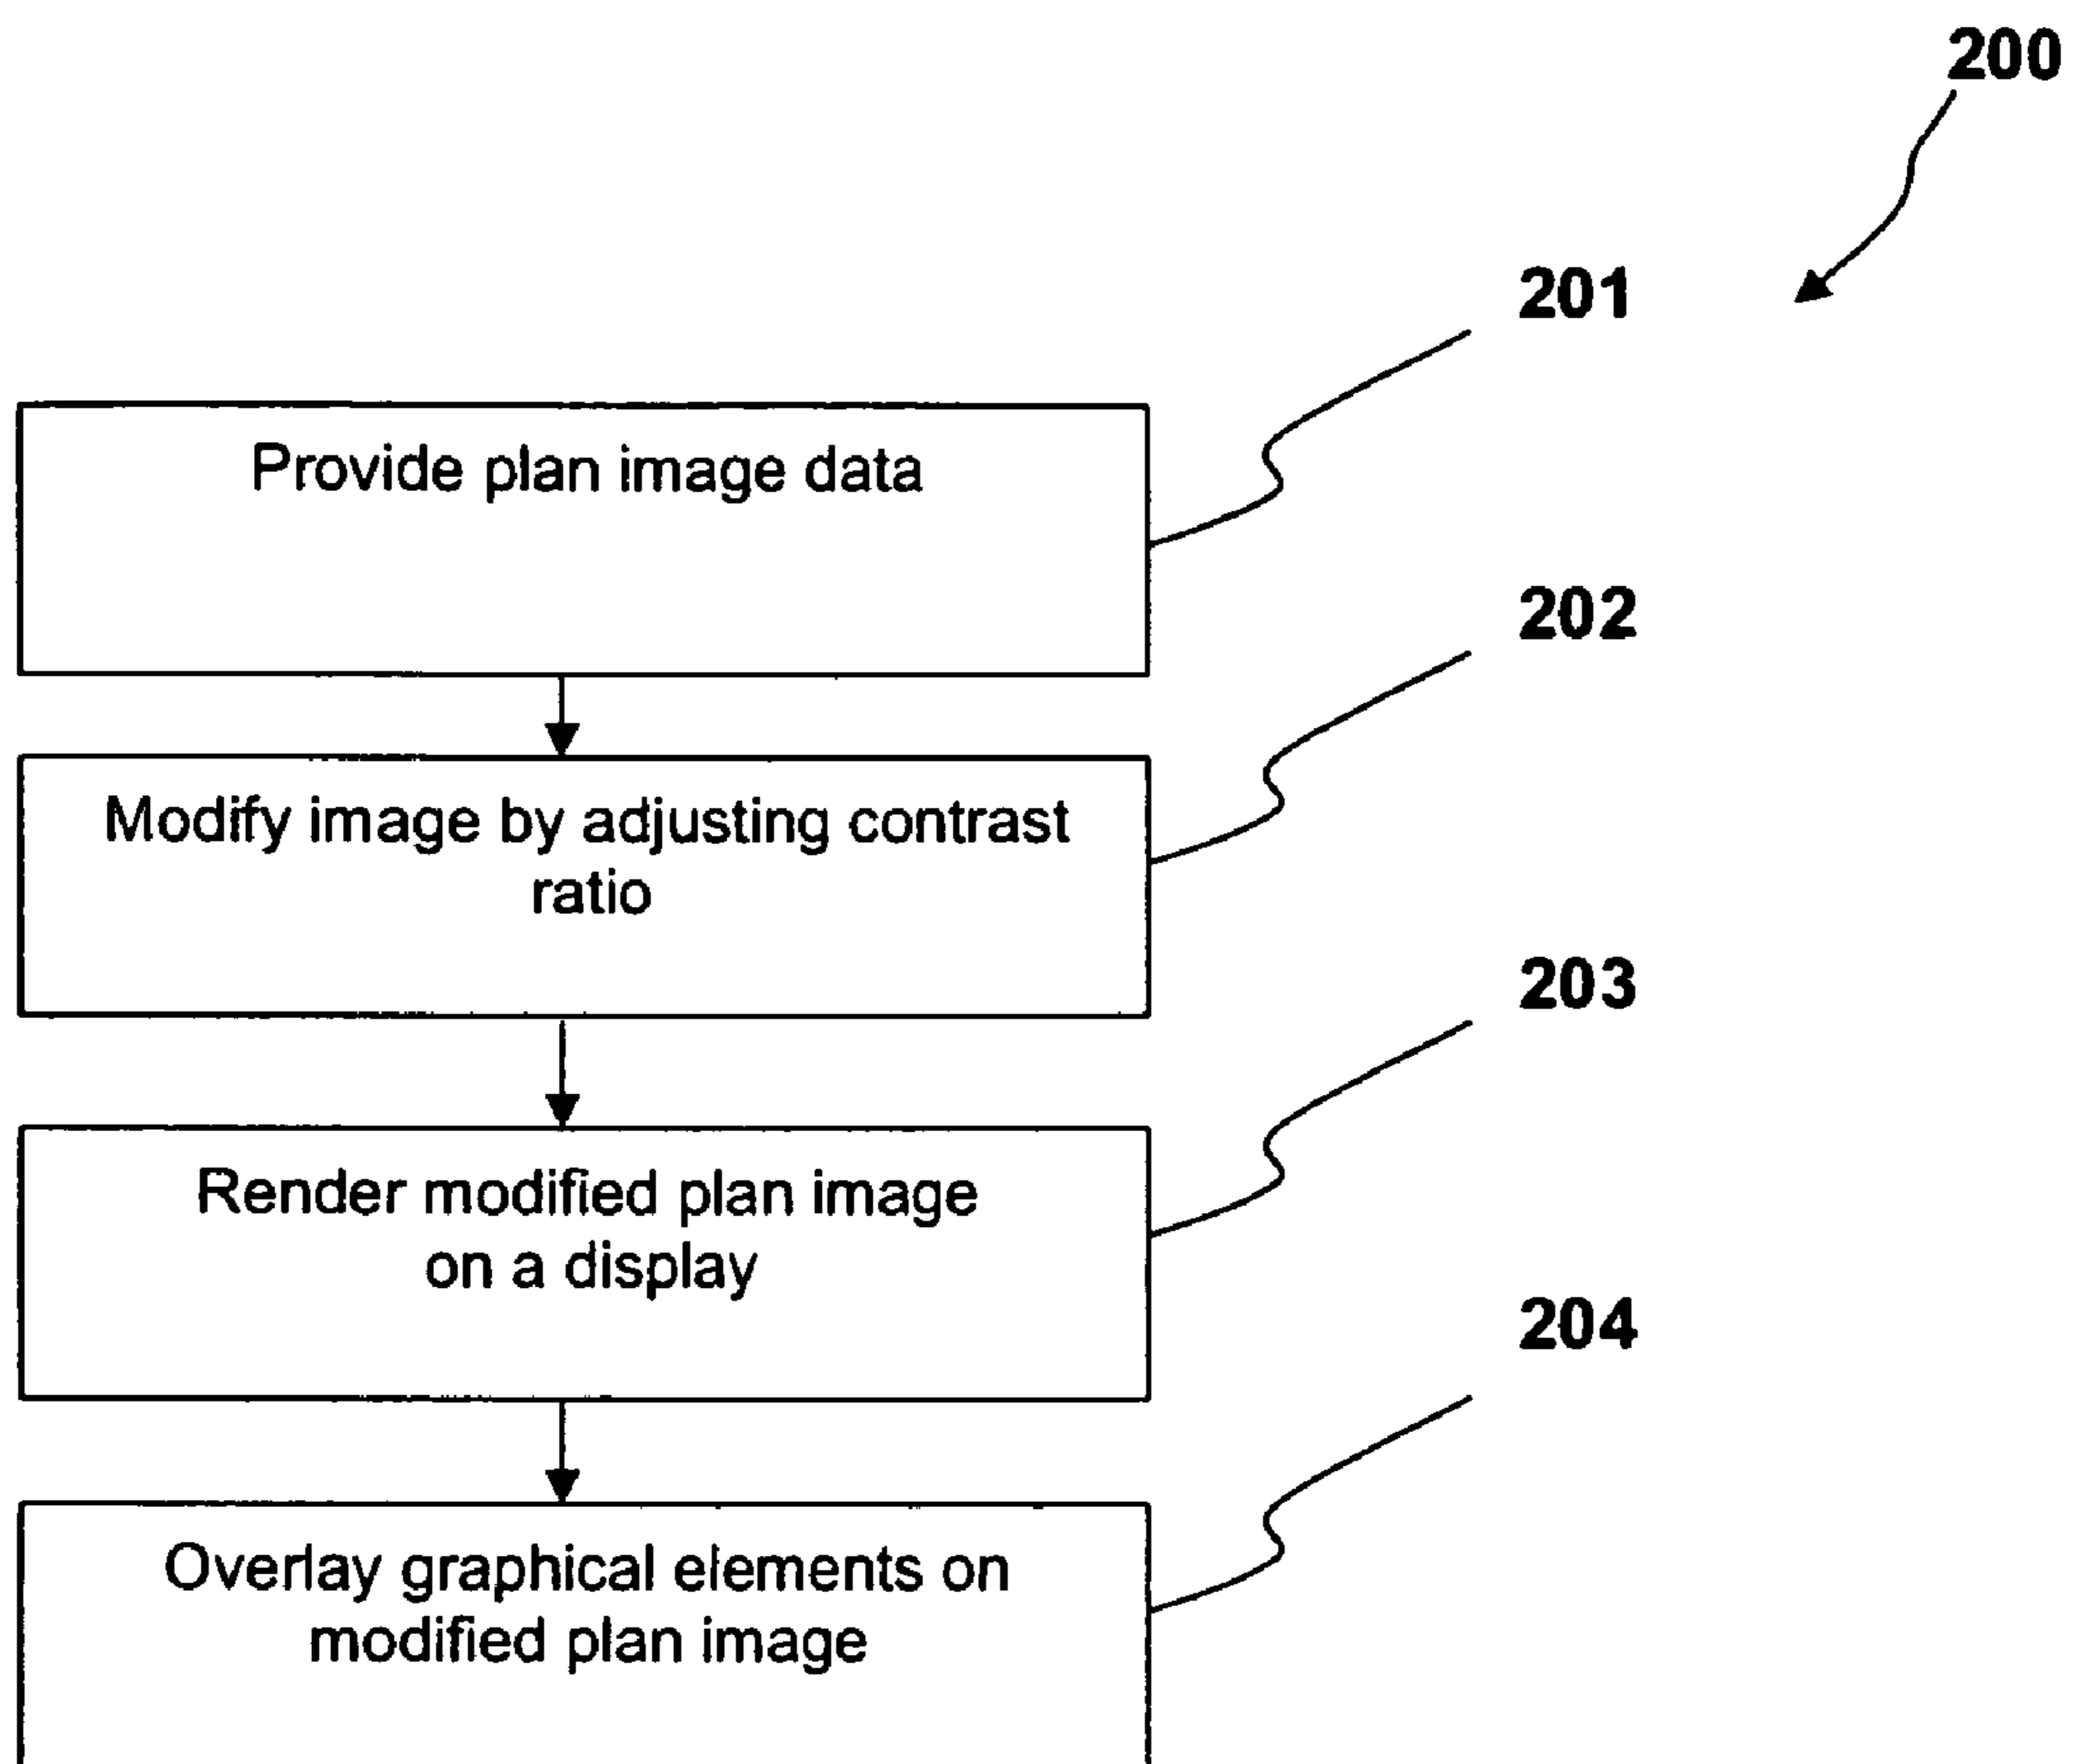 200
201
Provide plan image data
202
Modify image by adjusting contrast
ratio
203
Render modified plan image
on a display
204
Overlay graphical elements on
modified plan image